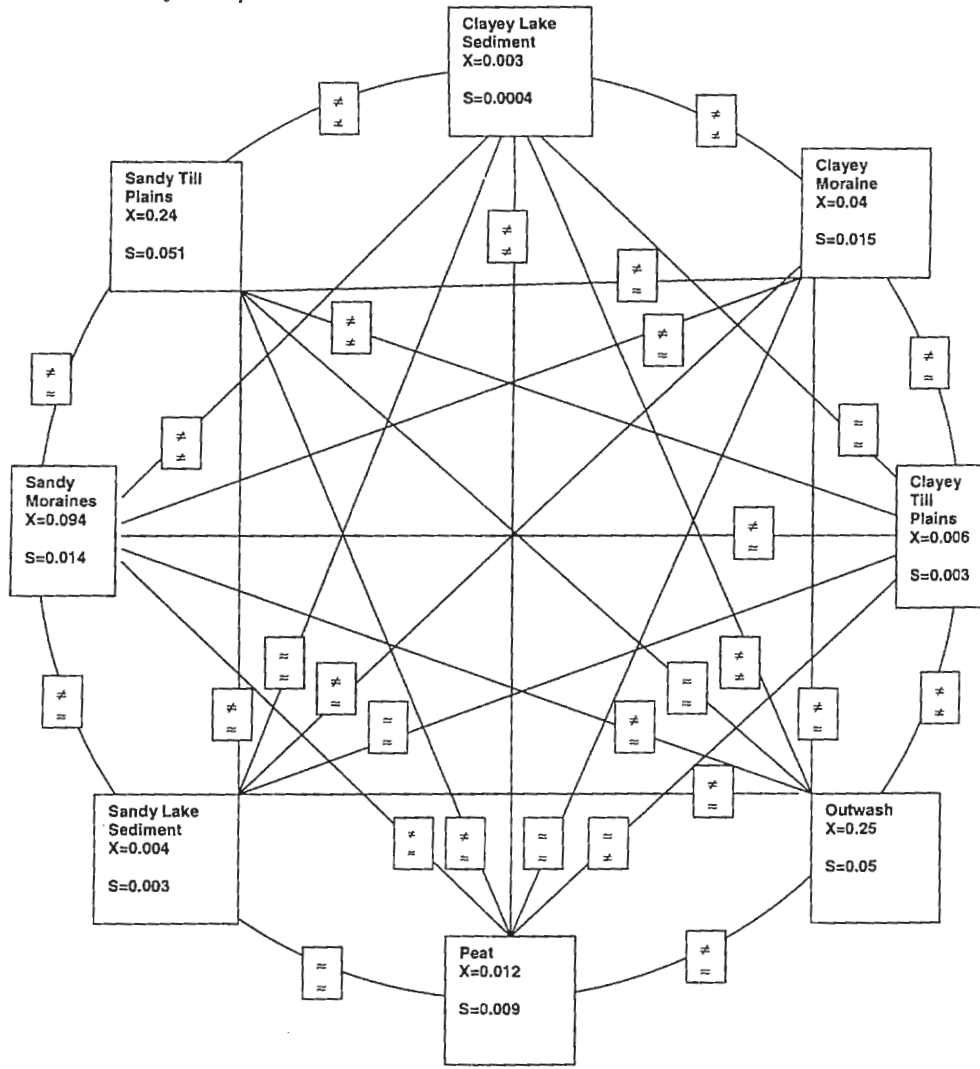 Clayey Lake
Sediment
X=0.003
S=0.0004
≠
≠
≠
≠
Sandy Till
Plains
X=0.24
S=0.051
Clayey
Moraine
X=0.04
S=0.015
≠
≠
≠
≈
≠
≠
≠
≈
≠
≈
≠
≈
≈
≈
≠
≠
Sandy
Moraines
X=0.094
S=0.014
Clayey
Till
Plains
X=0.006
S=0.003
≠
≈
≈
≈
≠
≠
≠
≈
≈
≈
≠
≈
≠
≠
≠
≈
≠
≈
≈
≈
≠
≈
≠
≈
Sandy Lake
Sediment
X=0.004
S=0.003
Outwash
X=0.25
S=0.05
≠
≈
≠
≈
≠
≈
≈
≈
≈
≠
Peat
X=0.012
S=0.009
≈
≈
≠
≈